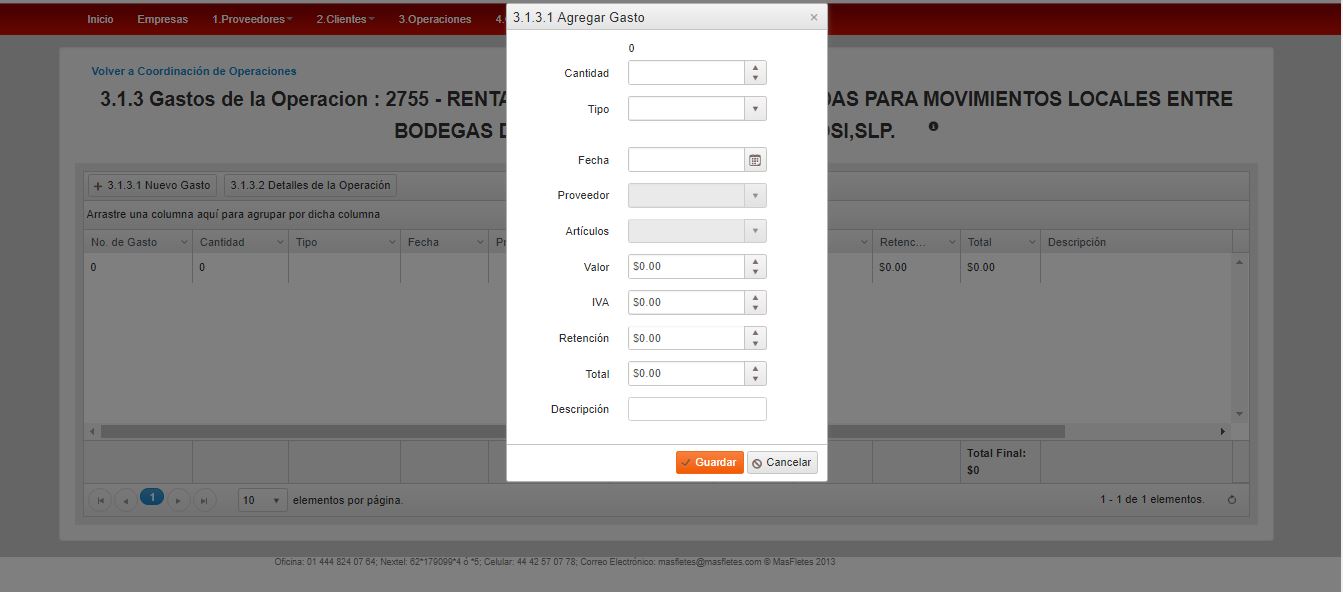 Inicio Empresas 1.Proveedores 2.Clientes 3.Operaciones 4.
3.1.3.1 Agregar Gasto ×
Volver a Coordinación de Operaciones
3.1.3 Gastos de la Operacion : 2755 - RENTA PARA MOVIMIENTOS LOCALES ENTRE
BODEGAS ,SLP.
+ 3.1.3.1 Nuevo Gasto 3.1.3.2 Detalles de la Operación
Arrastre una columna aquí para agrupar por dicha columna
No. de Gasto Cantidad Tipo Fecha Retenc... Total Descripción
0 0 $0.00 $0.00
Total Final:
$0
1 10 elementos por página. 1 - 1 de 1 elementos.
0
Cantidad
Tipo
Fecha
Proveedor
Artículos
Valor $0.00
IVA $0.00
Retención $0.00
Total $0.00
Descripción
Guardar Cancelar
Oficina: 01 444 824 07 64; Nextel: 62*179099*4 ó *5; Celular: 44 42 57 07 78; Correo Electrónico: masfletes@masfletes.com © MasFletes 2013